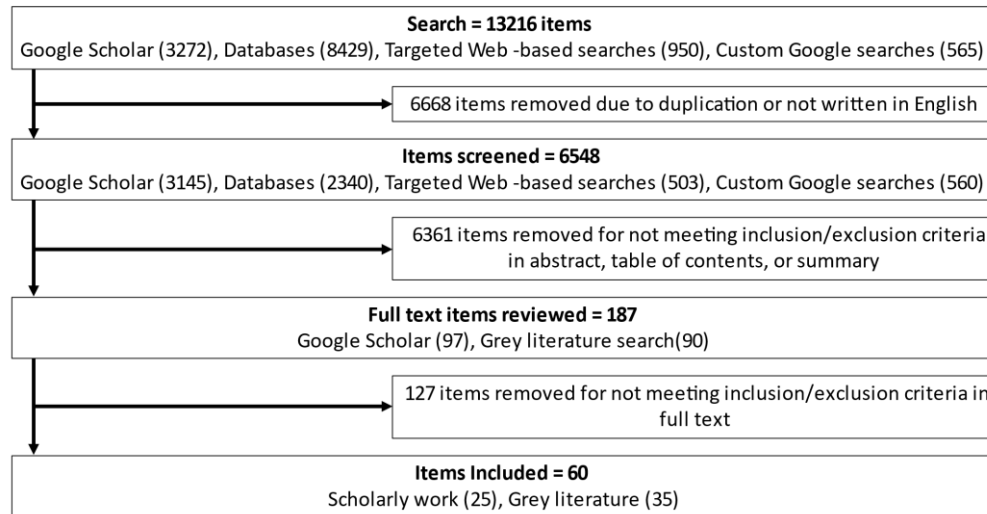 Search = 13216 items
Google Scholar (3272), Databases (8429), Targeted Web -based searches (950), Custom Google searches (565)
6668 items removed due to duplication or not written in English
Items screened = 6548
Google Scholar (3145), Databases (2340), Targeted Web -based searches (503), Custom Google searches (560)
6361 items removed for not meeting inclusion/exclusion criteria
in abstract, table of contents, or summary
Full text items reviewed = 187
Google Scholar (97), Grey literature search(90)
127 items removed for not meeting inclusion/exclusion criteria in
full text
Items Included = 60
Scholarly work (25), Grey literature (35)